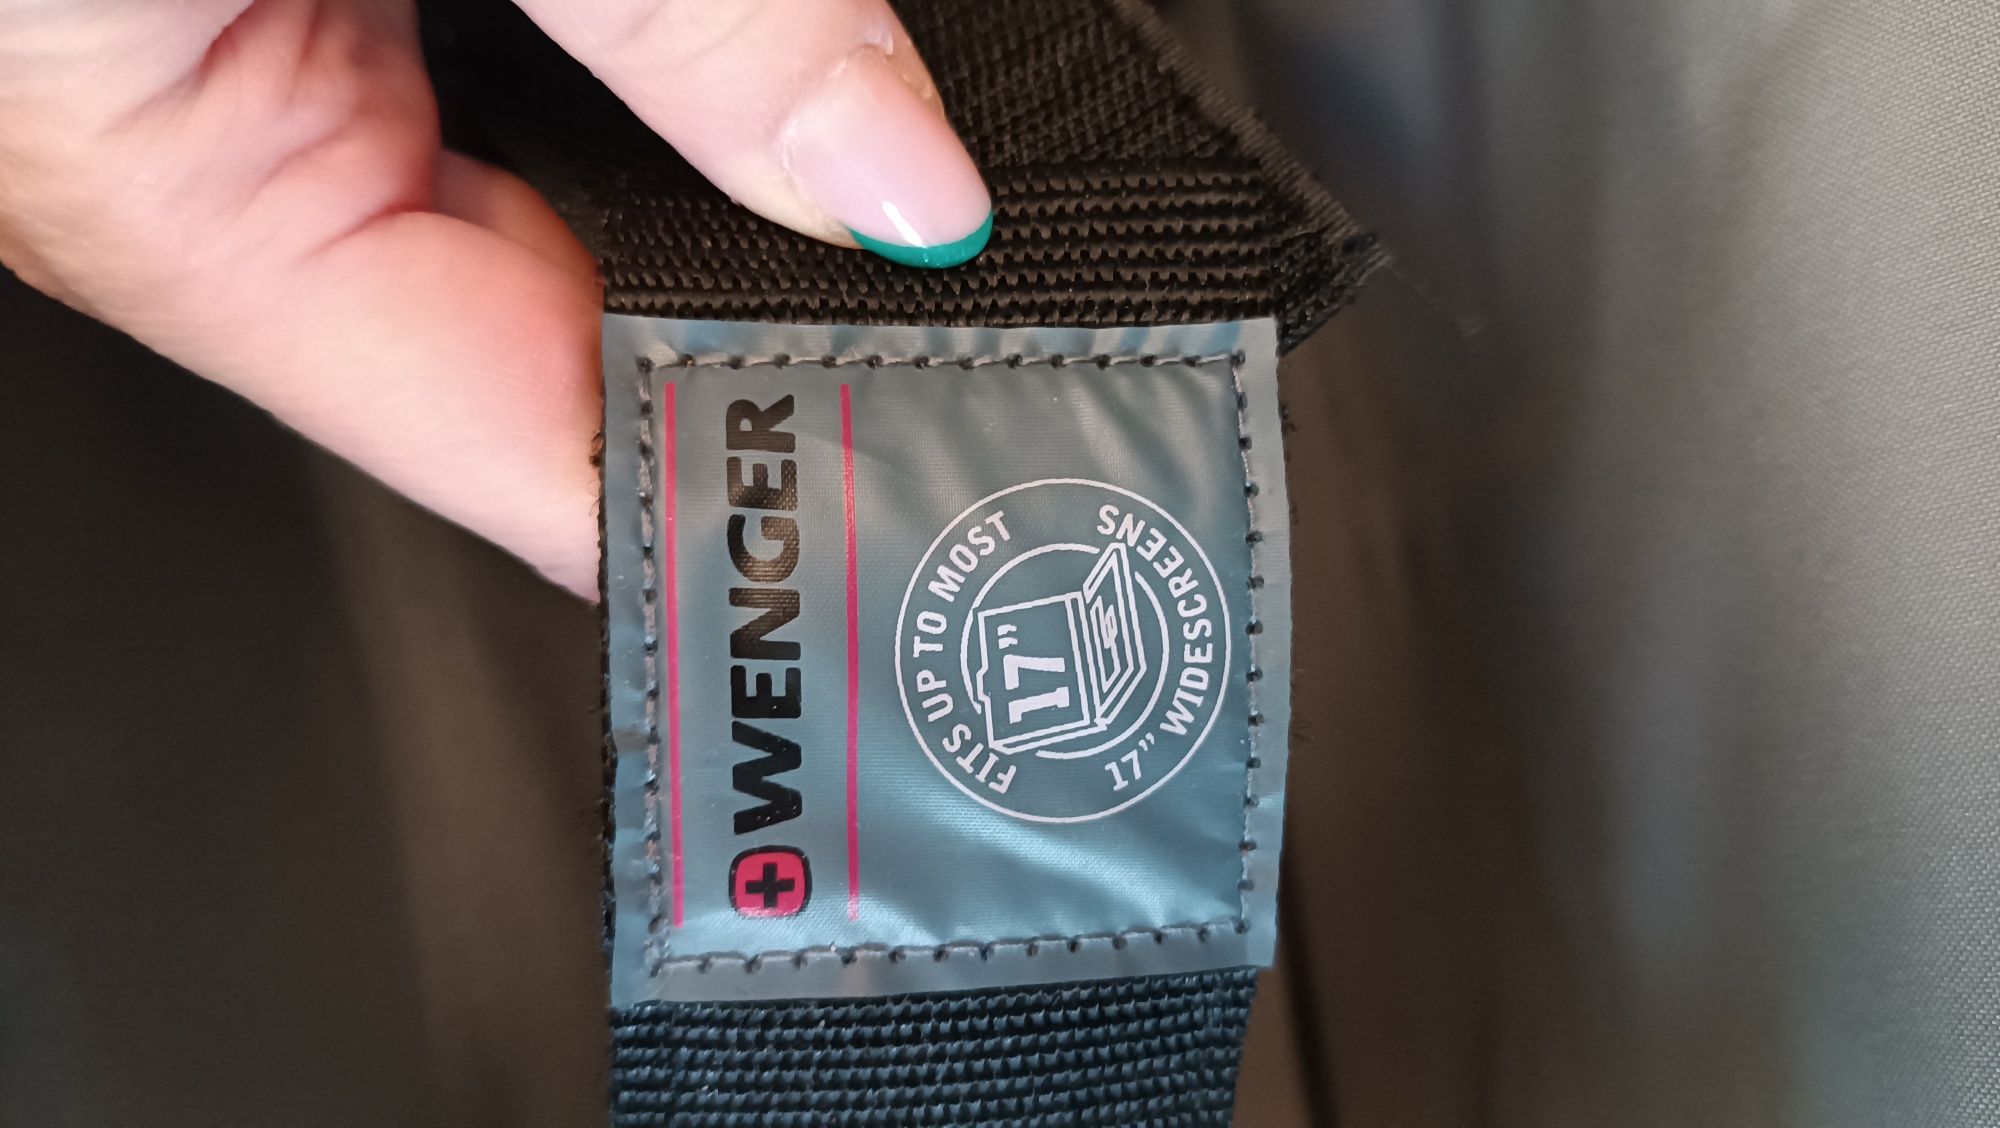 WENGER
FITS UP TO MOST
17” WIDESCREENS
17”